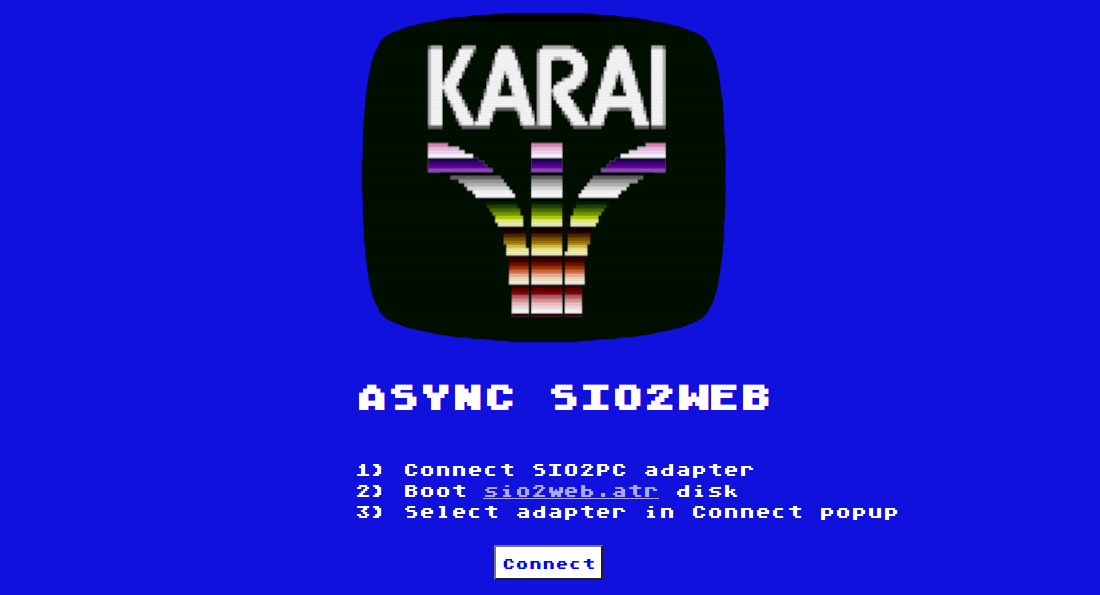 KARAI
ASYNC SIO2WEB
1) Connect SIO2PC adapter
2) Boot sio2web.atr disk
3) Select adapter in Connect popup
Connect